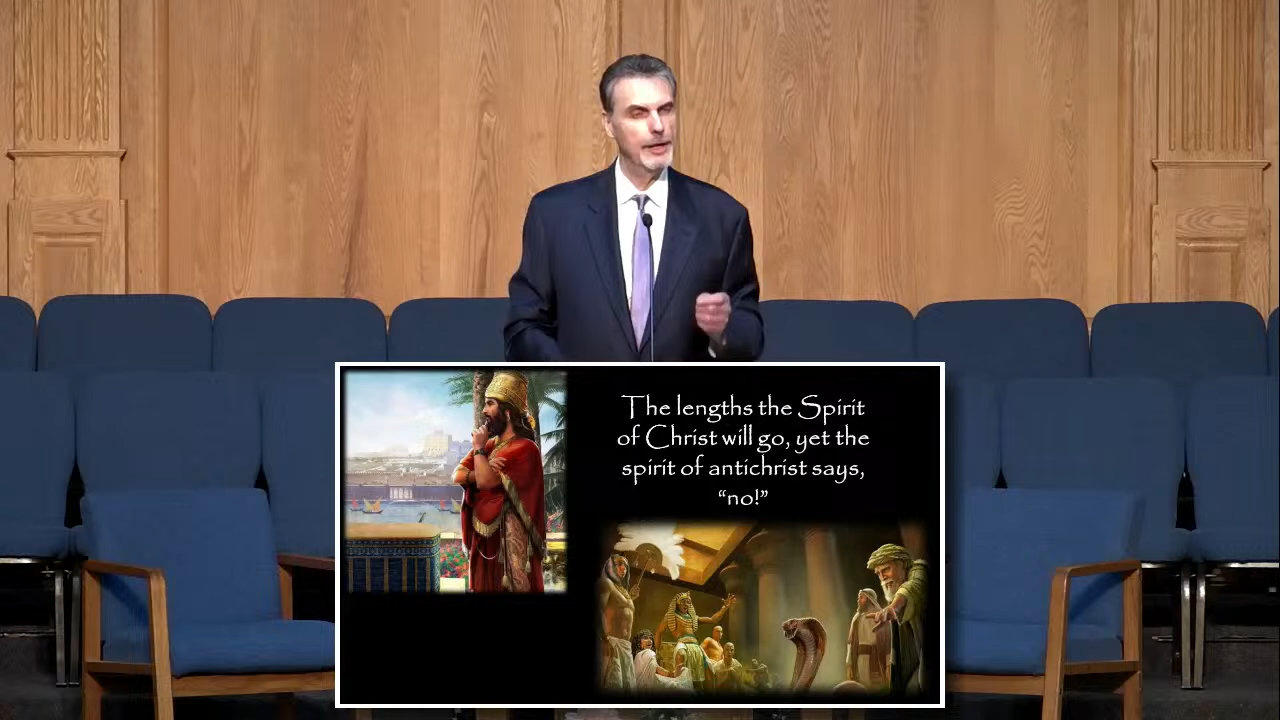 The lengths the Spirit
of Christ will go, yet the
spirit of antichrist says,
“no!”